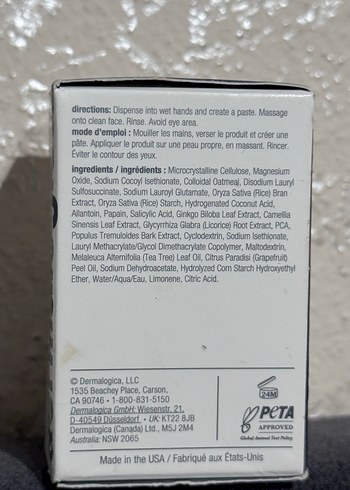 directions: Dispense into wet hands and create a paste. Massage
onto clean face. Rinse. Avoid eye area.
mode d'emploi : Mouiller les mains, verser le produit et créer une
pâte. Appliquer le produit sur une peau propre, en massant. Rincer.
Éviter le contour des yeux.
ingredients / ingrédients : Microcrystalline Cellulose, Magnesium
Oxide, Sodium Cocoyl Isethionate, Colloidal Oatmeal, Disodium Lauryl
Sulfosuccinate, Sodium Lauroyl Glutamate, Oryza Sativa (Rice) Bran
Extract, Oryza Sativa (Rice) Starch, Hydrogenated Coconut Acid,
Allantoin, Papain, Salicylic Acid, Ginkgo Biloba Leaf Extract, Camellia
Sinensis Leaf Extract, Glycyrrhiza Glabra (Licorice) Root Extract, PCA,
Populus Tremuloides Bark Extract, Cyclodextrin, Sodium Isethionate,
Lauryl Methacrylate/Glycol Dimethacrylate Copolymer, Maltodextrin,
Melaleuca Alternifolia (Tea Tree) Leaf Oil, Citrus Paradisi (Grapefruit)
Peel Oil, Sodium Dehydroacetate, Hydrolyzed Corn Starch Hydroxyethyl
Ether, Water/Aqua/Eau, Limonene, Citric Acid.
© Dermalogica, LLC
1535 Beachey Place, Carson,
CA 90746 • 1-800-831-5150
Dermalogica GmbH: Wiesenstr. 21,
D-40549 Düsseldorf • UK: KT22 8JB
Dermalogica (Canada) Ltd., M5J 2M4
Australia: NSW 2065
24M
PETA
APPROVED
Global Animal Test Policy
Made in the USA / Fabriqué aux États-Unis